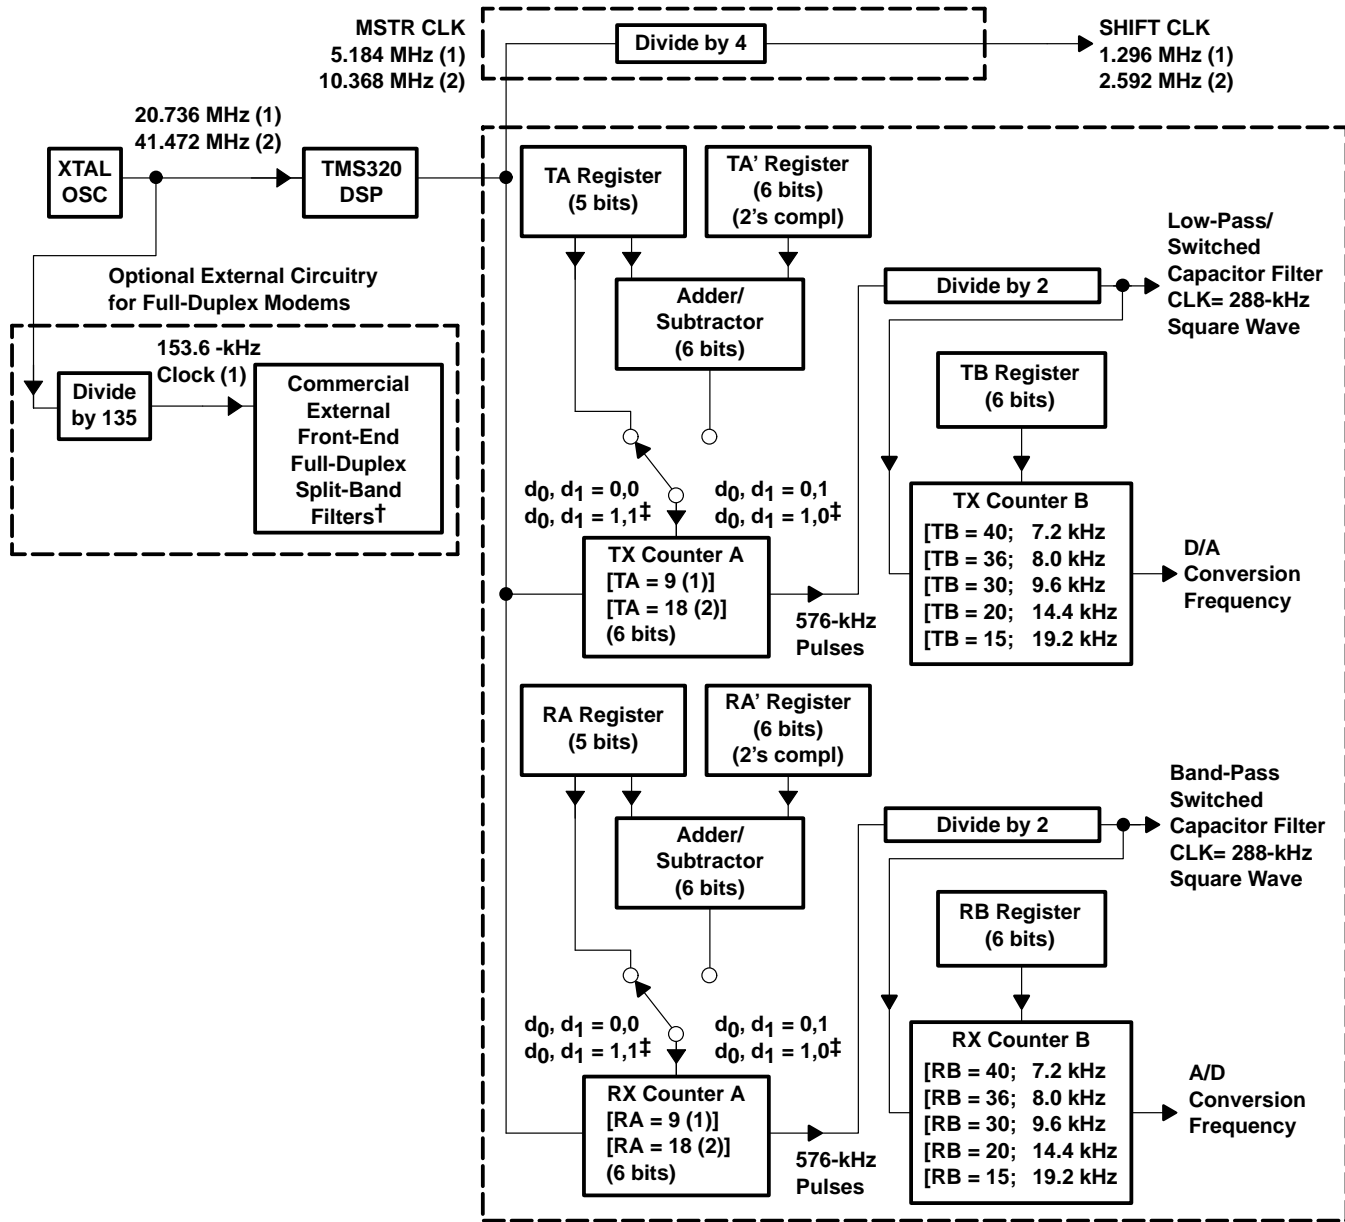 MSTR CLK
5.184 MHz (1)
10.368 MHz (2)
Divide by 4
SHIFT CLK
1.296 MHz (1)
2.592 MHz (2)
20.736 MHz (1)
41.472 MHz (2)
XTAL
OSC
TMS320
DSP
TA Register
(5 bits)
TA' Register
(6 bits)
(2's compl)
Low-Pass/
Switched
Capacitor Filter
CLK= 288-kHz
Square Wave
Optional External Circuitry
for Full-Duplex Modems
Adder/
Subtractor
(6 bits)
Divide by 2
153.6 -kHz
Clock (1)
Divide
by 135
Commercial
External
Front-End
Full-Duplex
Split-Band
Filters†
TB Register
(6 bits)
d0, d1 = 0,0
d0, d1 = 1,1‡
d0, d1 = 0,1
d0, d1 = 1,0‡
TX Counter A
[TA = 9 (1)]
[TA = 18 (2)]
(6 bits)
576-kHz
Pulses
TX Counter B
[TB = 40; 7.2 kHz
[TB = 36; 8.0 kHz
[TB = 30; 9.6 kHz
[TB = 20; 14.4 kHz
[TB = 15; 19.2 kHz
D/A
Conversion
Frequency
RA Register
(5 bits)
RA' Register
(6 bits)
(2's compl)
Band-Pass
Switched
Capacitor Filter
CLK= 288-kHz
Square Wave
Adder/
Subtractor
(6 bits)
Divide by 2
RB Register
(6 bits)
d0, d1 = 0,0
d0, d1 = 1,1‡
d0, d1 = 0,1
d0, d1 = 1,0‡
RX Counter A
[RA = 9 (1)]
[RA = 18 (2)]
(6 bits)
576-kHz
Pulses
RX Counter B
[RB = 40; 7.2 kHz
[RB = 36; 8.0 kHz
[RB = 30; 9.6 kHz
[RB = 20; 14.4 kHz
[RB = 15; 19.2 kHz
A/D
Conversion
Frequency